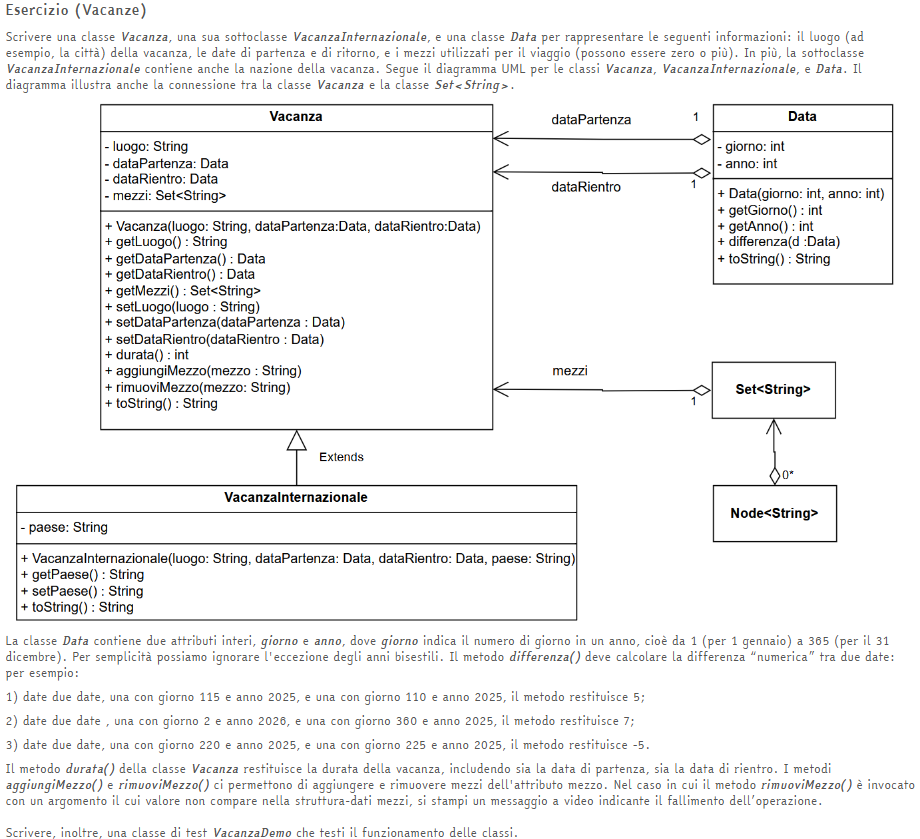 Esercizio (Vacanze)
Scrivere una classe Vacanza, una sua sottoclasse VacanzaInternazionale, e una classe Data per rappresentare le seguenti informazioni: il luogo (ad
esempio, la città) della vacanza, le date di partenza e di ritorno, e i mezzi utilizzati per il viaggio (possono essere zero o più). In più, la sottoclasse
VacanzaInternazionale contiene anche la nazione della vacanza. Segue il diagramma UML per le classi Vacanza, VacanzaInternazionale, e Data. Il
diagramma illustra anche la connessione tra la classe Vacanza e la classe Set<String>.
Vacanza
- luogo: String
- dataPartenza: Data
- dataRientro: Data
- mezzi: Set<String>
+ Vacanza(luogo: String, dataPartenza:Data, dataRientro:Data)
+ getLuogo() : String
+ getDataPartenza() : Data
+ getDataRientro() : Data
+ getMezzi() : Set<String>
+ setLuogo(luogo : String)
+ setDataPartenza(dataPartenza : Data)
+ setDataRientro(dataRientro : Data)
+ durata() : int
+ aggiungiMezzo(mezzo : String)
+ rimuoviMezzo(mezzo: String)
+ toString() : String
dataPartenza
1
dataRientro
1
Data
- giorno: int
- anno: int
+ Data(giorno: int, anno: int)
+ getGiorno() : int
+ getAnno() : int
+ differenza(d :Data)
+ toString() : String
mezzi
1
Set<String>
0*
Node<String>
Extends
VacanzaInternazionale
- paese: String
+ VacanzaInternazionale(luogo: String, dataPartenza: Data, dataRientro: Data, paese: String)
+ getPaese() : String
+ setPaese() : String
+ toString() : String
La classe Data contiene due attributi interi, giorno e anno, dove giorno indica il numero di giorno in un anno, cioè da 1 (per 1 gennaio) a 365 (per il 31
dicembre). Per semplicità possiamo ignorare l'eccezione degli anni bisestili. Il metodo differenza() deve calcolare la differenza “numerica” tra due date:
per esempio:
1) date due date, una con giorno 115 e anno 2025, e una con giorno 110 e anno 2025, il metodo restituisce 5;
2) date due date , una con giorno 2 e anno 2026, e una con giorno 360 e anno 2025, il metodo restituisce 7;
3) date due date, una con giorno 220 e anno 2025, e una con giorno 225 e anno 2025, il metodo restituisce -5.
Il metodo durata() della classe Vacanza restituisce la durata della vacanza, includendo sia la data di partenza, sia la data di rientro. I metodi
aggiungiMezzo() e rimuoviMezzo() ci permettono di aggiungere e rimuovere mezzi dell'attributo mezzo. Nel caso in cui il metodo rimuoviMezzo() è invocato
con un argomento il cui valore non compare nella struttura-dati mezzi, si stampi un messaggio a video indicante il fallimento dell’operazione.
Scrivere, inoltre, una classe di test VacanzaDemo che testi il funzionamento delle classi.